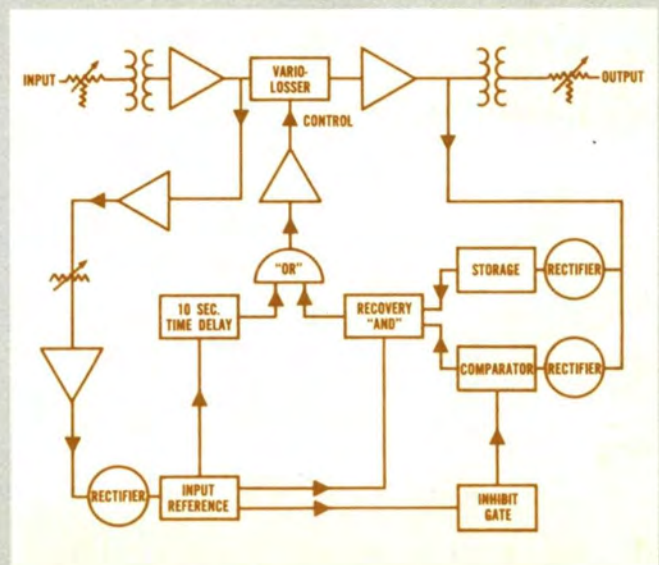 INPUT
VARIO-
LOSSER
OUTPUT
CONTROL
"OR"
STORAGE
RECTIFIER
10 SEC.
TIME DELAY
RECOVERY
"AND"
COMPARATOR
RECTIFIER
RECTIFIER
INPUT
REFERENCE
INHIBIT
GATE